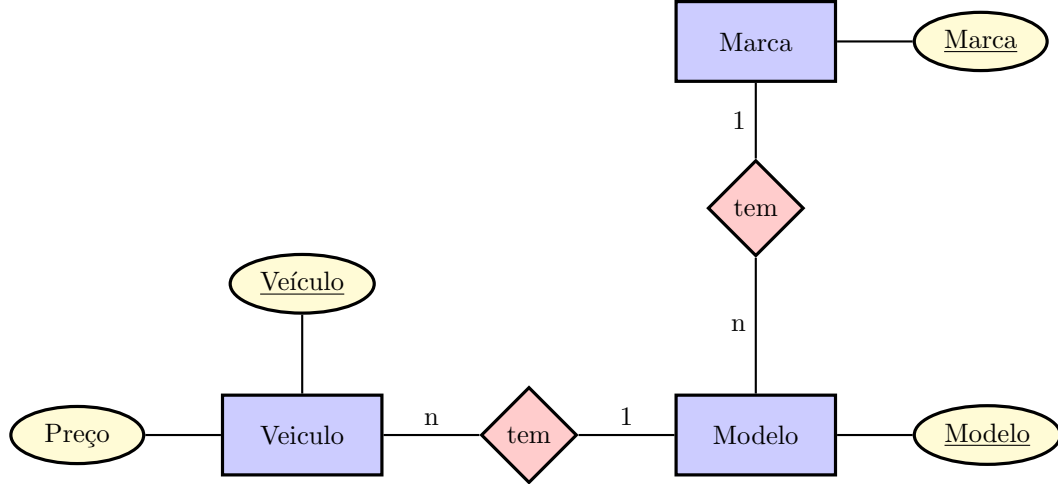 Marca
Marca
1
tem
n
Veículo
Preço
Veiculo
n
tem
1
Modelo
Modelo